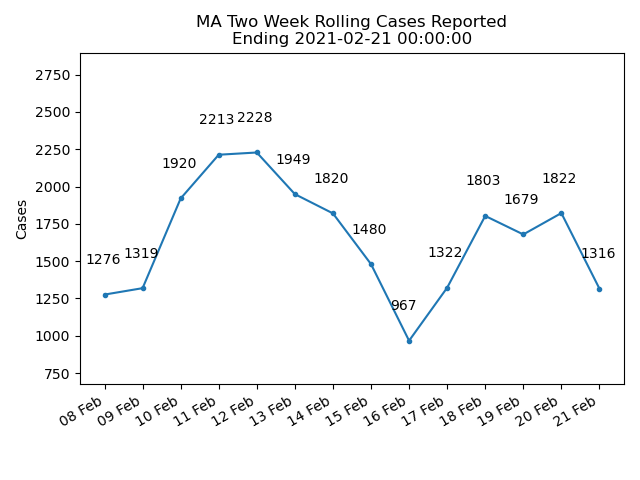 MA Two Week Rolling Cases Reported
Ending 2021-02-21 00:00:00
Cases
2750
2500
2250
2000
1750
1500
1250
1000
750
1276
1319
1920
2213
2228
1949
1820
1480
967
1322
1803
1679
1822
1316
08 Feb
09 Feb
10 Feb
11 Feb
12 Feb
13 Feb
14 Feb
15 Feb
16 Feb
17 Feb
18 Feb
19 Feb
20 Feb
21 Feb